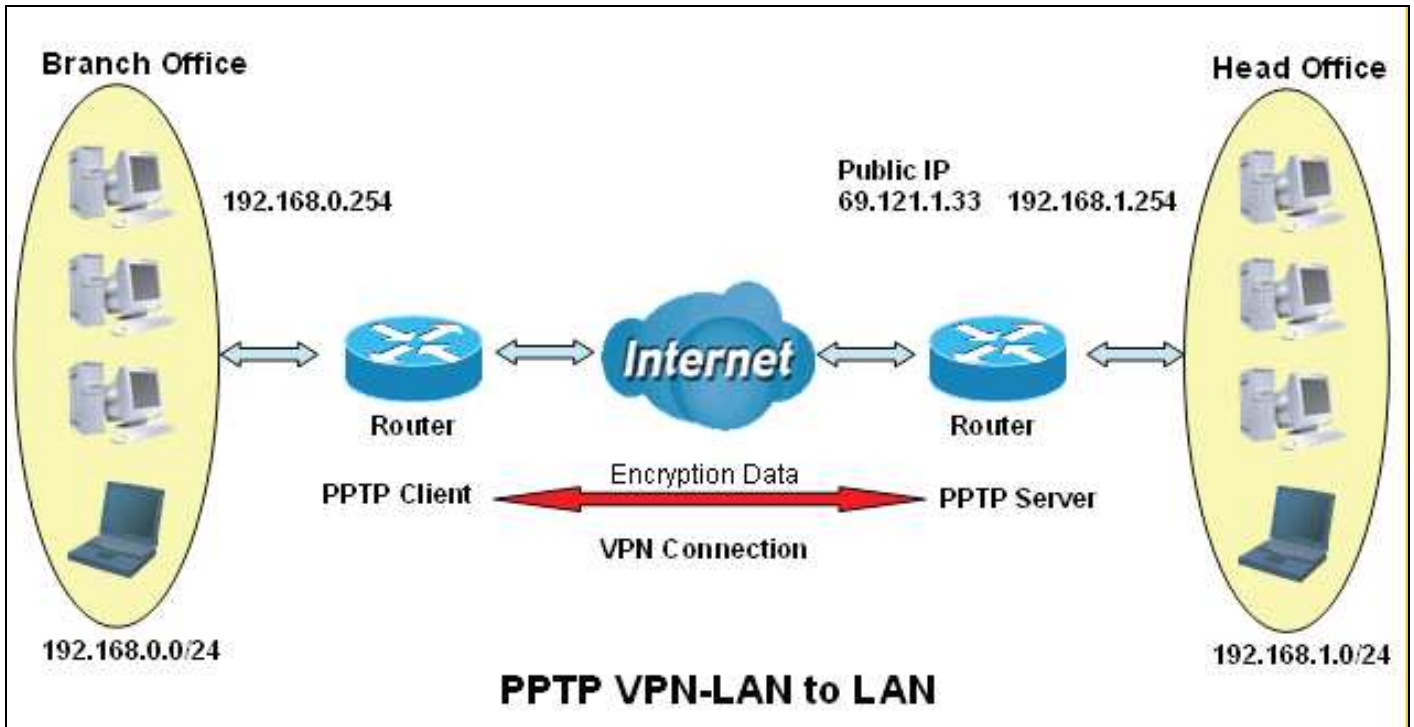 Branch Office
Head Office
Public IP
192.168.0.254
69.121.1.33 192.168.1.254
Internet
Router
Router
Encryption Data
PPTP Client
PPTP Server
VPN Connection
192.168.0.0/24
192.168.1.0/24
PPTP VPN-LAN to LAN